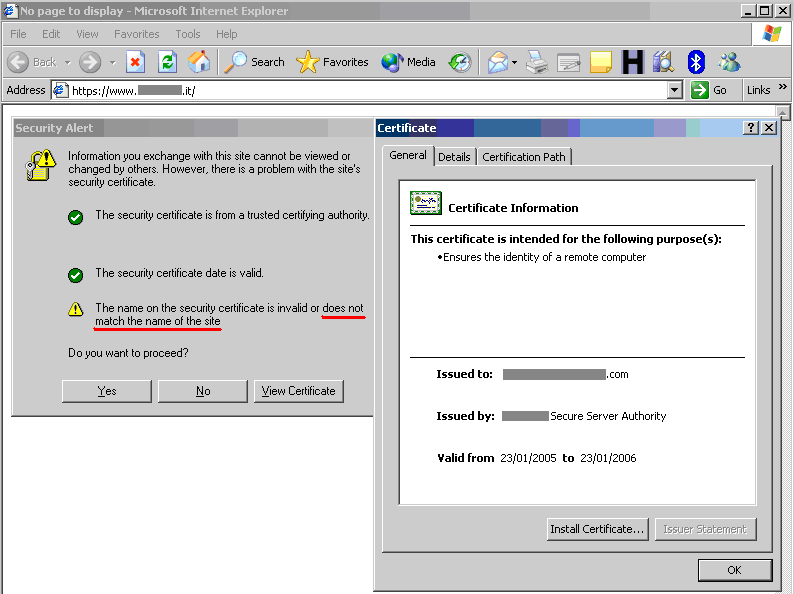 No page to display - Microsoft Internet Explorer
File Edit View Favorites Tools Help
Back Search Favorites Media
Address https://www. .it/ Go Links »
Security Alert
Information you exchange with this site cannot be viewed or
changed by others. However, there is a problem with the site's
security certificate.
The security certificate is from a trusted certifying authority.
The security certificate date is valid.
The name on the security certificate is invalid or does not
match the name of the site
Do you want to proceed?
Yes No View Certificate
Certificate
General Details Certification Path
Certificate Information
This certificate is intended for the following purpose(s):
•Ensures the identity of a remote computer
Issued to: .com
Issued by: Secure Server Authority
Valid from 23/01/2005 to 23/01/2006
Install Certificate... Issuer Statement
OK